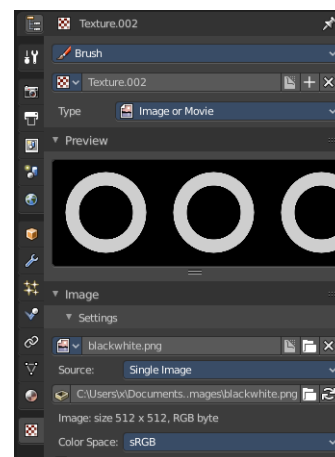 Texture.002
Brush
Texture.002
Type Image or Movie
Preview
Image
Settings
blackwhite.png
Source: Single Image
C:\Users\x\Documents..mages\blackwhite.png
Image: size 512 x 512, RGB byte
Color Space: sRGB